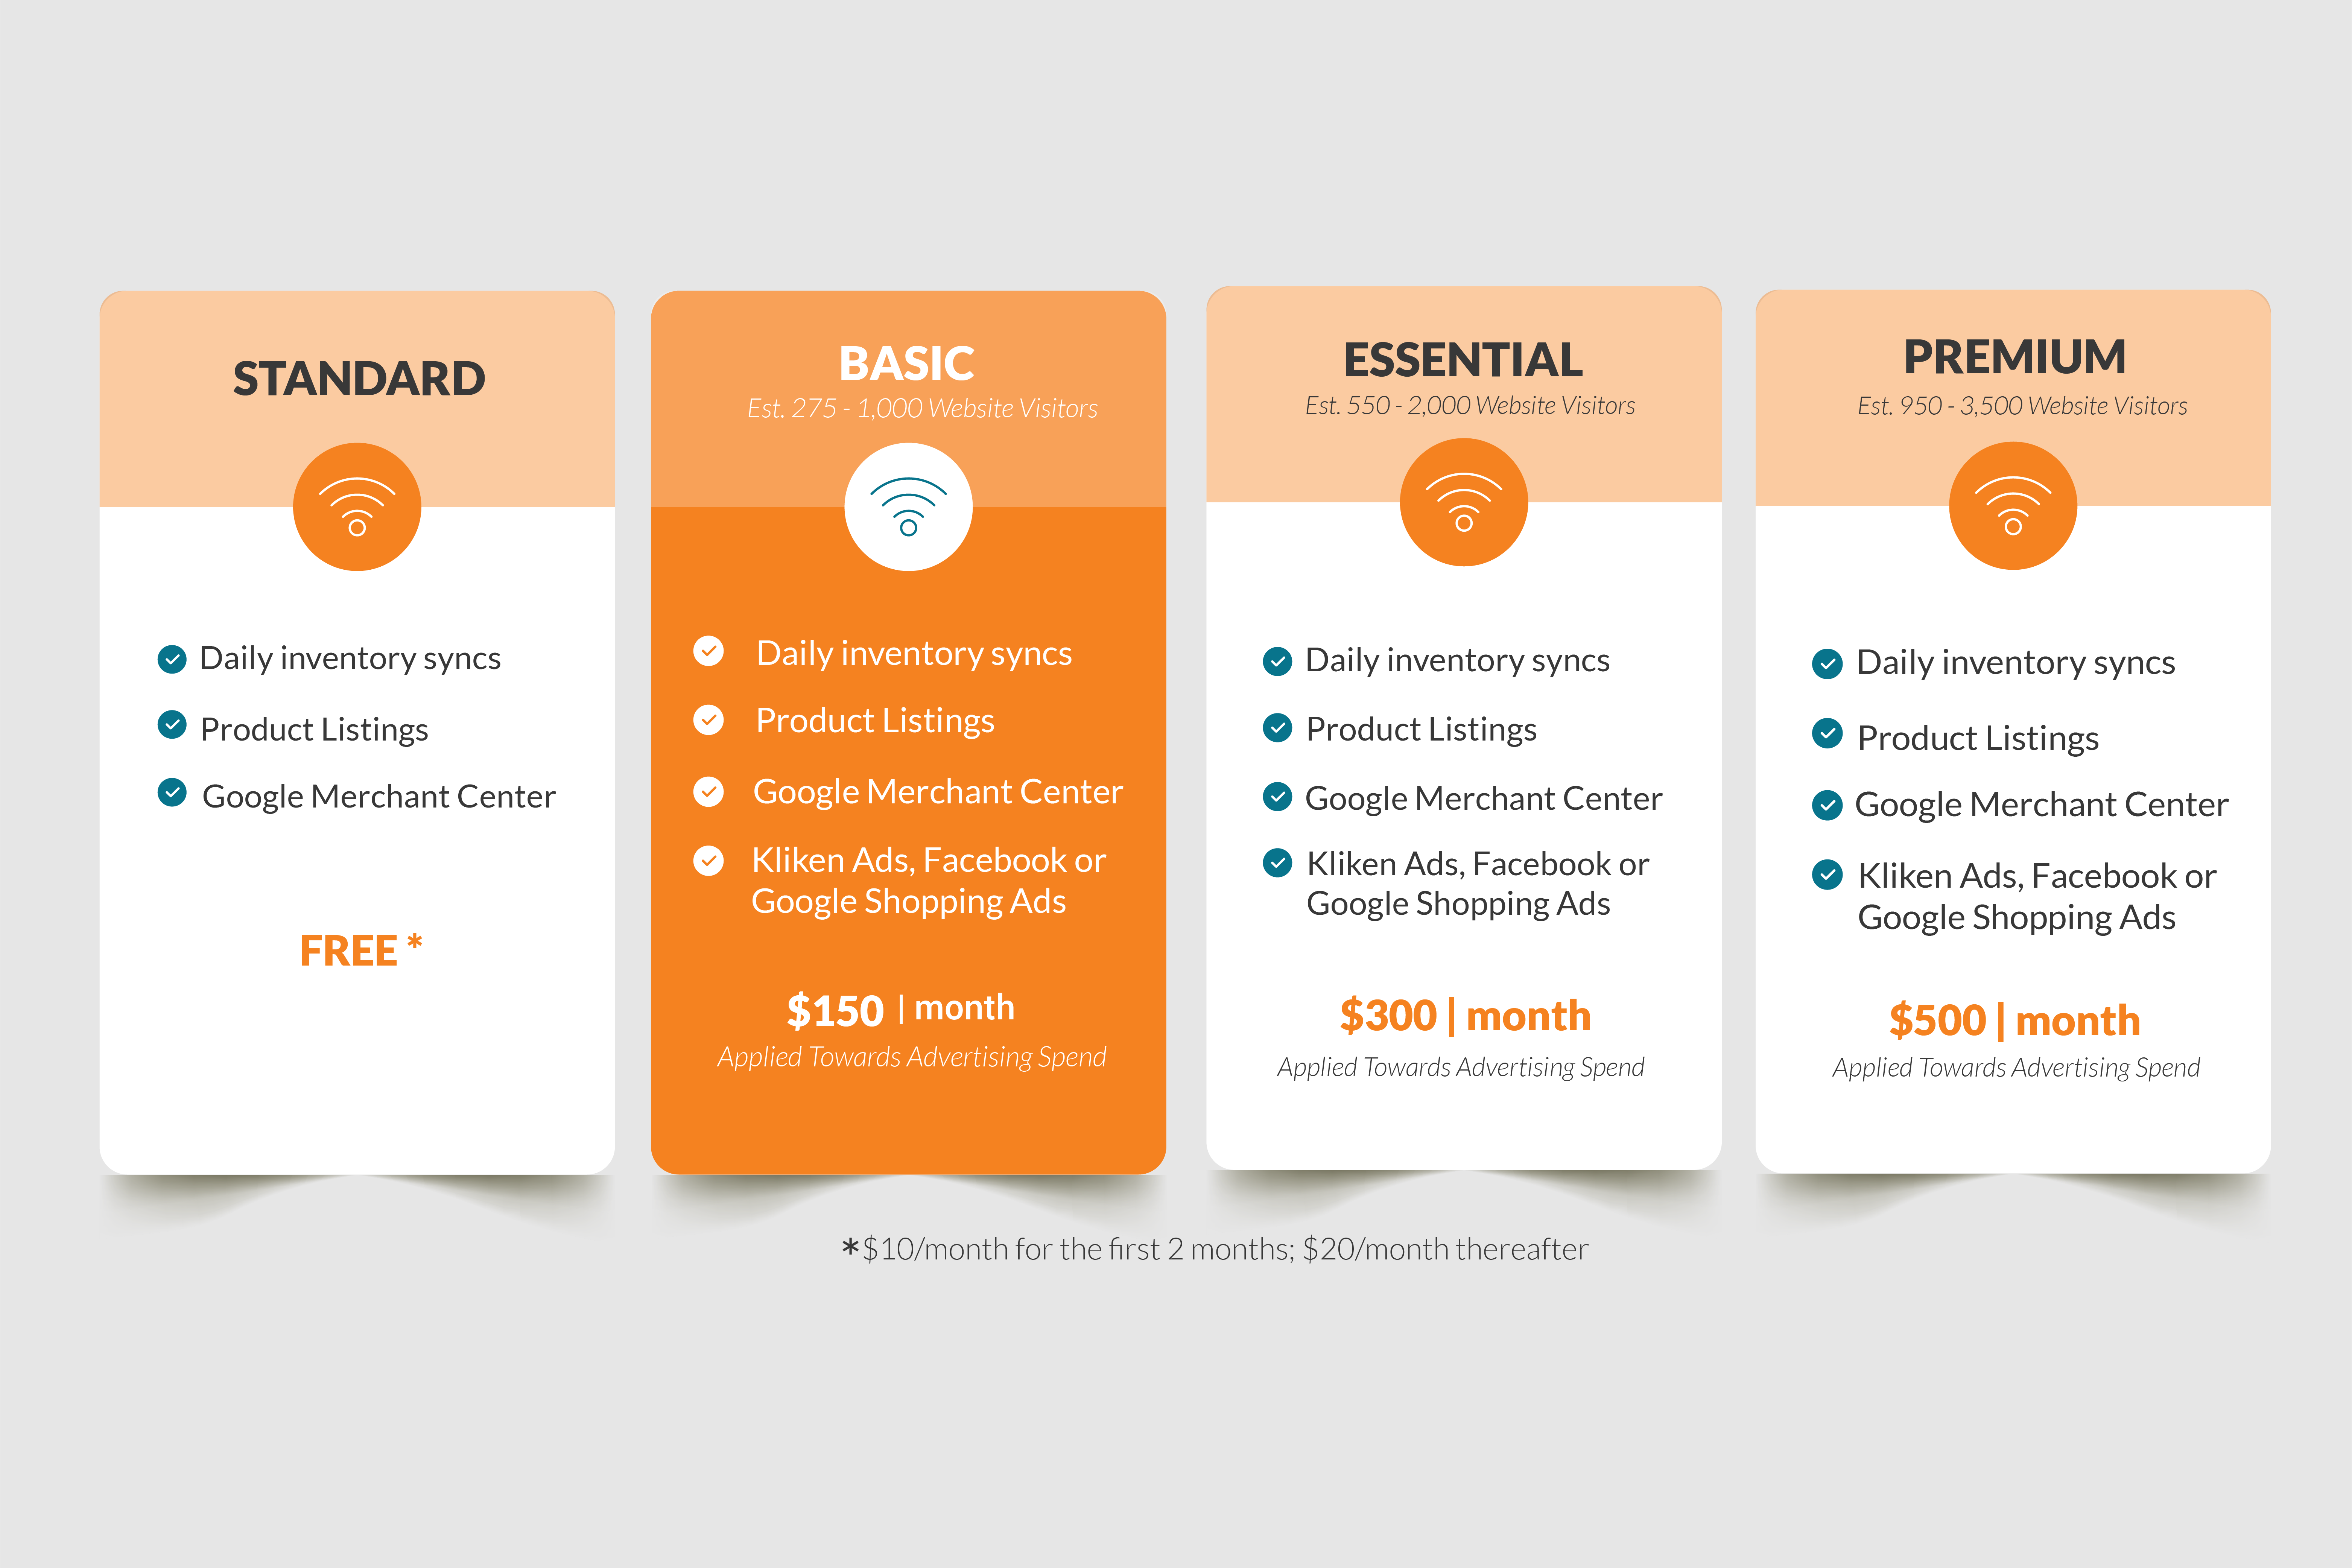 STANDARD
Daily inventory syncs
Product Listings
Google Merchant Center
FREE *
BASIC
Est. 275 - 1,000 Website Visitors
Daily inventory syncs
Product Listings
Google Merchant Center
Kliken Ads, Facebook or
Google Shopping Ads
$150 | month
Applied Towards Advertising Spend
ESSENTIAL
Est. 550 - 2,000 Website Visitors
Daily inventory syncs
Product Listings
Google Merchant Center
Kliken Ads, Facebook or
Google Shopping Ads
$300 | month
Applied Towards Advertising Spend
PREMIUM
Est. 950 - 3,500 Website Visitors
Daily inventory syncs
Product Listings
Google Merchant Center
Kliken Ads, Facebook or
Google Shopping Ads
$500 | month
Applied Towards Advertising Spend
*$10/month for the first 2 months; $20/month thereafter